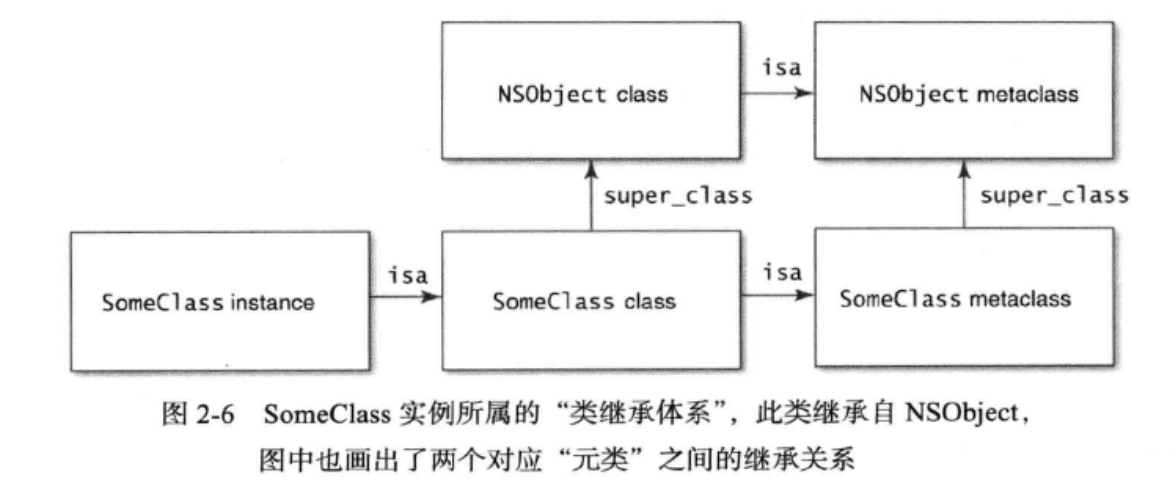 isa
NSObject class
NSObject metaclass
super_class
super_class
isa
isa
SomeClass instance
SomeClass class
SomeClass metaclass
图 2-6 SomeClass 实例所属的“类继承体系”，此类继承自 NSObject，
图中也画出了两个对应“元类”之间的继承关系